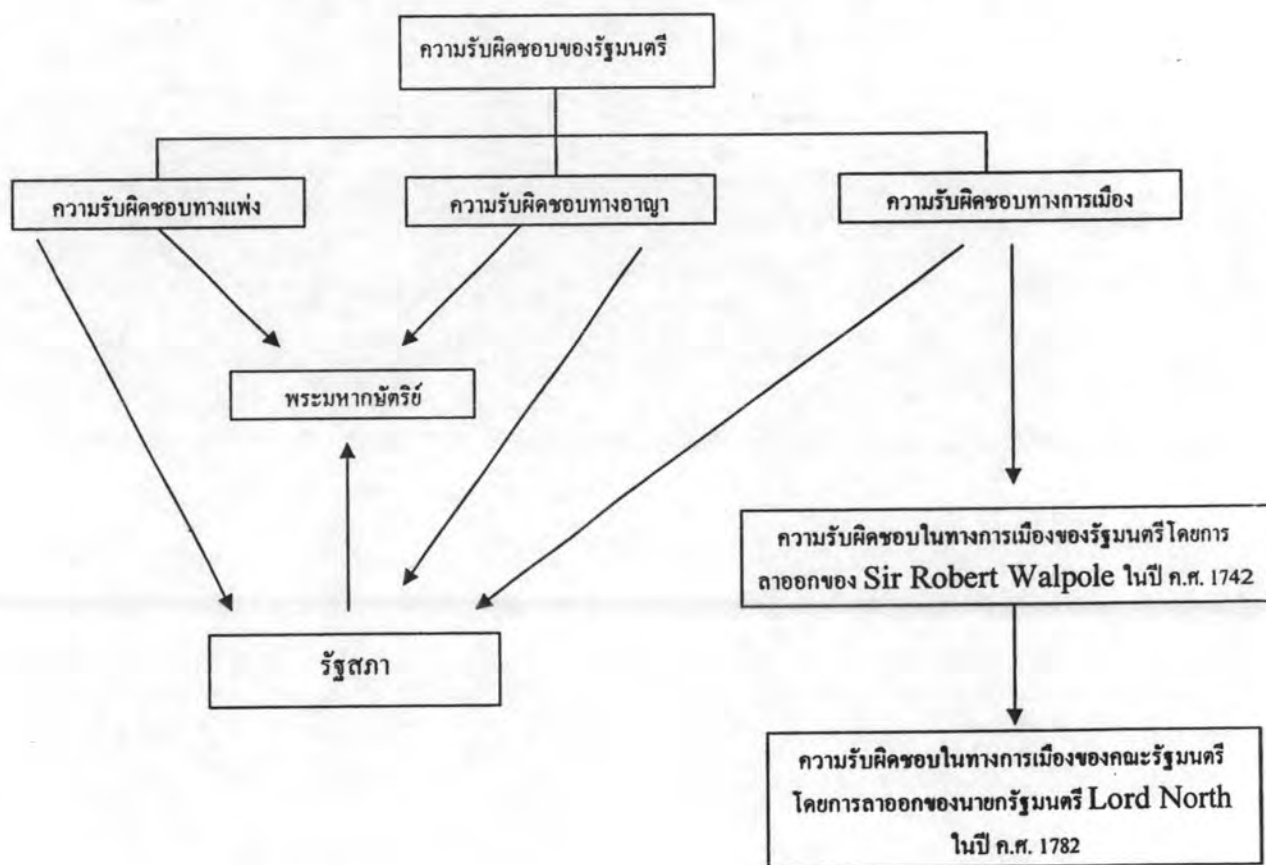 ความรับผิดชอบของรัฐมนตรี
ความรับผิดชอบทางแพ่ง
ความรับผิดชอบทางอาญา
ความรับผิดชอบทางการเมือง
พระมหากษัตริย์
ความรับผิดชอบในทางการเมืองของรัฐมนตรีโดยการ
ลาออกของ Sir Robert Walpole ในปี ค.ศ. 1742
รัฐสภา
ความรับผิดชอบในทางการเมืองของคณะรัฐมนตรี
โดยการลาออกของนายกรัฐมนตรี Lord North
ในปี ค.ศ. 1782